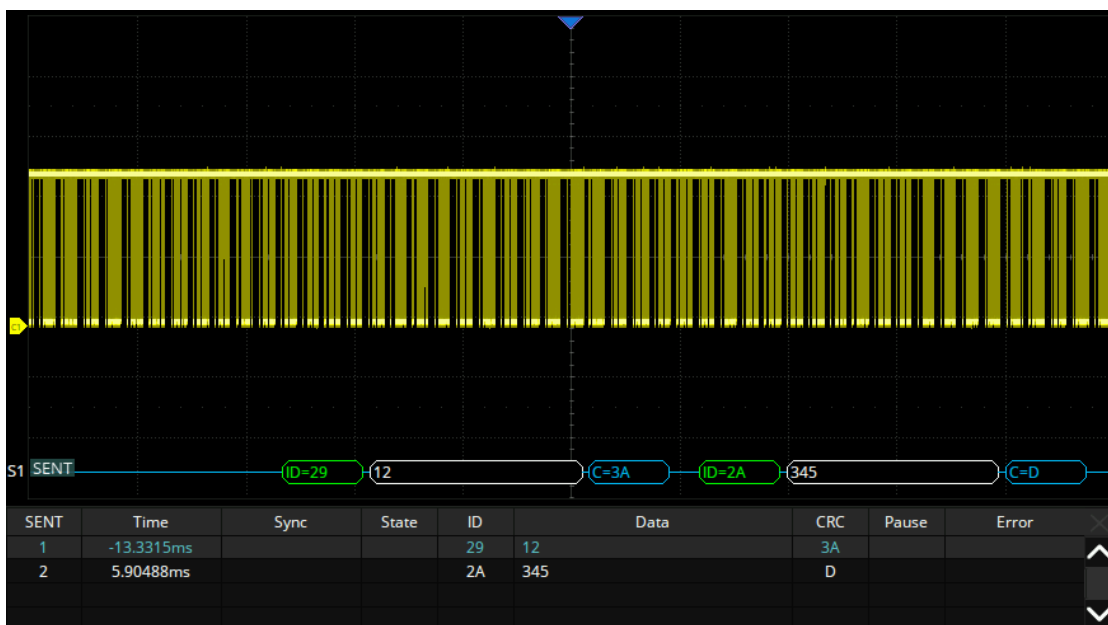 C1
S1 SENT ID=29 12 C=3A ID=2A 345 C=D
SENT Time Sync State ID Data CRC Pause Error
1 -13.3315ms 29 12 3A
2 5.90488ms 2A 345 D